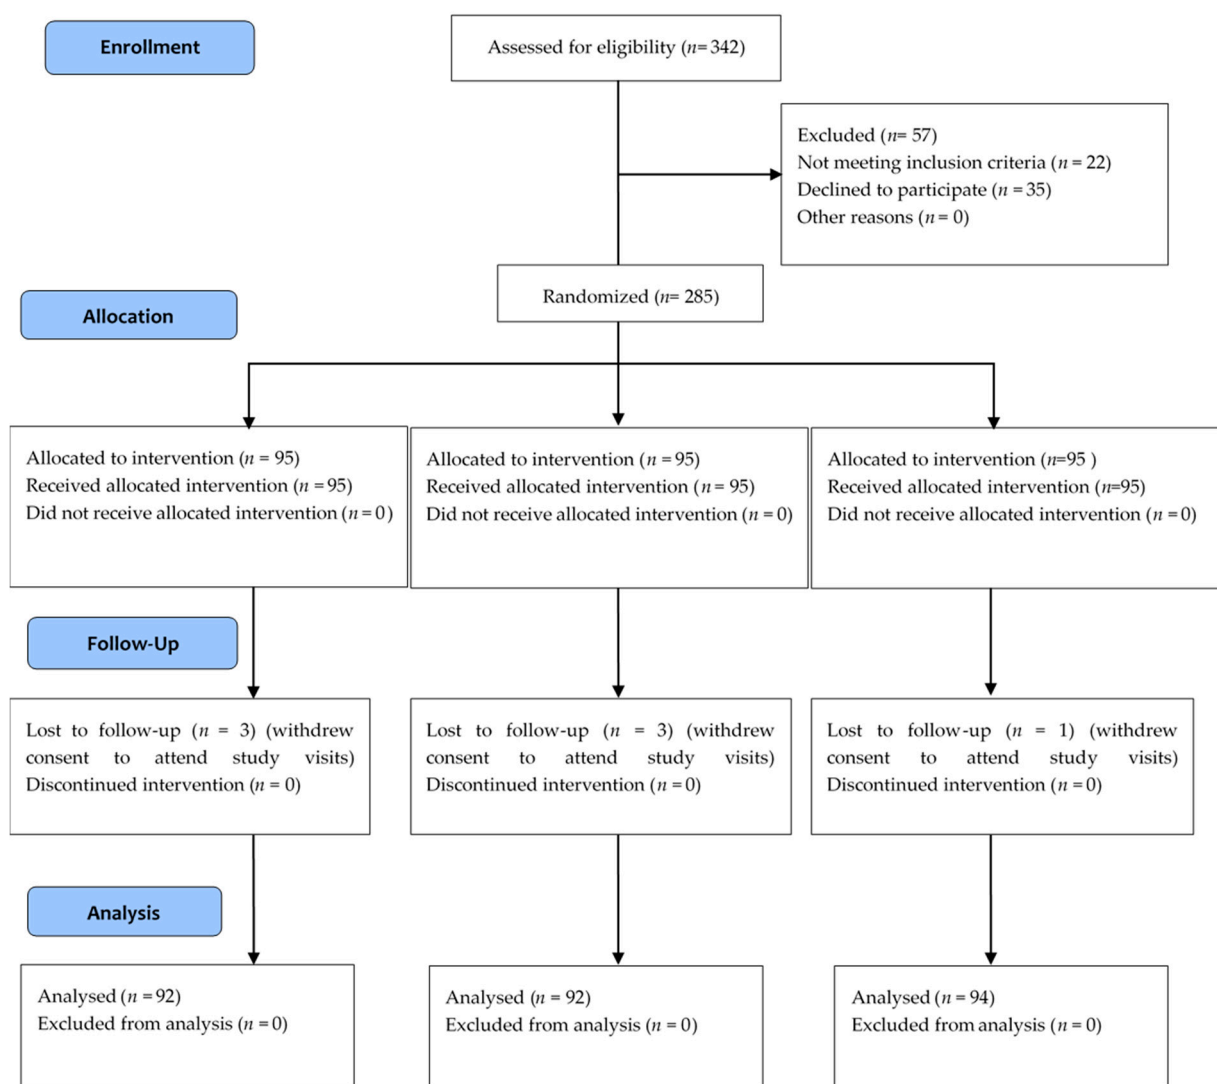 Enrollment
Assessed for eligibility (n= 342)
Excluded (n= 57)
Not meeting inclusion criteria (n = 22)
Declined to participate (n = 35)
Other reasons (n = 0)
Randomized (n= 285)
Allocation
Allocated to intervention (n = 95)
Received allocated intervention (n = 95)
Did not receive allocated intervention (n = 0)
Allocated to intervention (n = 95)
Received allocated intervention (n = 95)
Did not receive allocated intervention (n = 0)
Allocated to intervention (n=95 )
Received allocated intervention (n=95)
Did not receive allocated intervention (n = 0)
Follow-Up
Lost to follow-up (n = 3) (withdrew
consent to attend study visits)
Discontinued intervention (n = 0)
Lost to follow-up (n = 3) (withdrew
consent to attend study visits)
Discontinued intervention (n = 0)
Lost to follow-up (n = 1) (withdrew
consent to attend study visits)
Discontinued intervention (n = 0)
Analysis
Analysed (n = 92)
Excluded from analysis (n = 0)
Analysed (n = 92)
Excluded from analysis (n = 0)
Analysed (n = 94)
Excluded from analysis (n = 0)